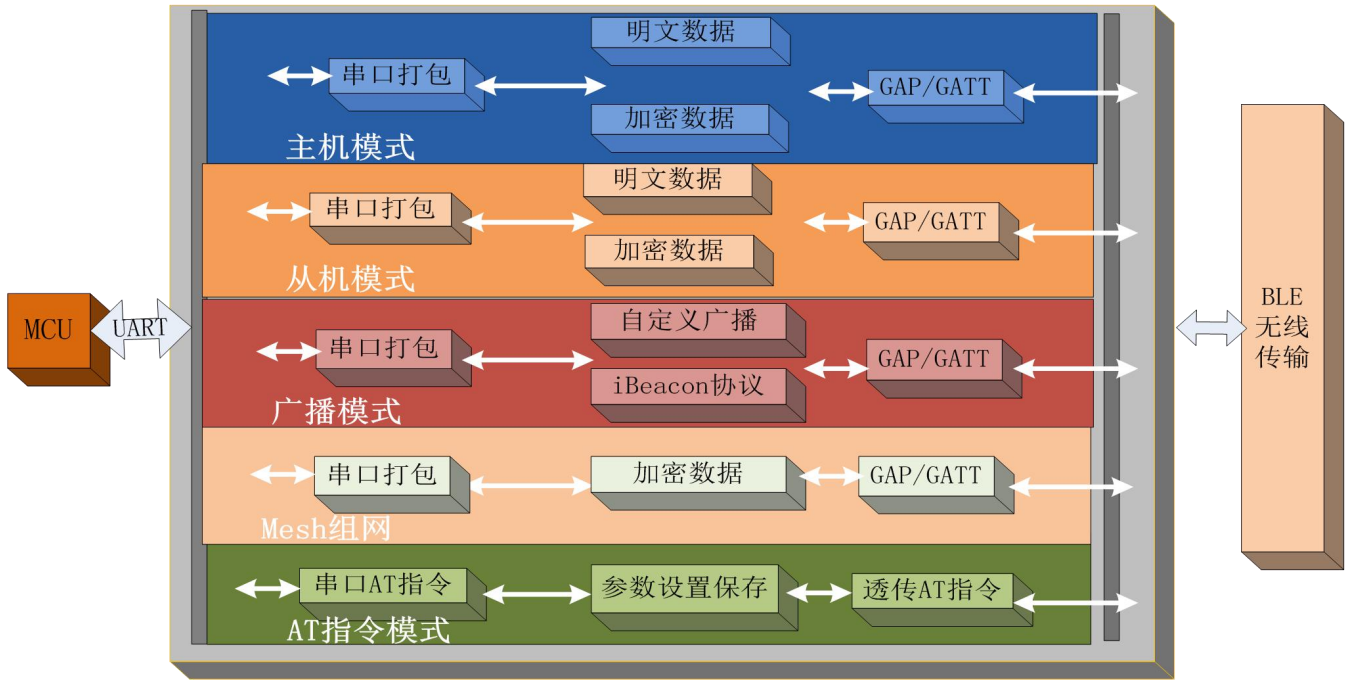 明文数据
串口打包
GAP/GATT
加密数据
主机模式
明文数据
串口打包
GAP/GATT
加密数据
从机模式
MCU
UART
自定义广播
串口打包
GAP/GATT
iBeacon协议
广播模式
BLE
无线
传输
串口打包
加密数据
GAP/GATT
Mesh组网
串口AT指令
参数设置保存
透传AT指令
AT指令模式